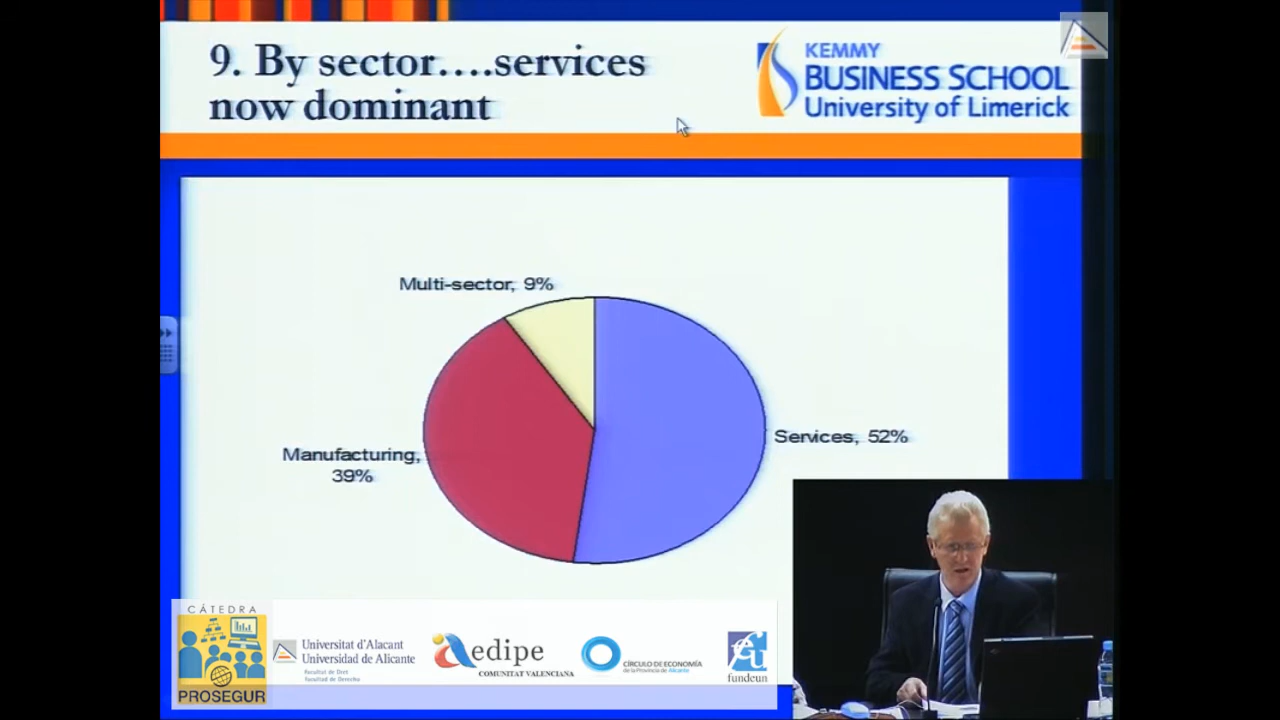 9. By sector....services
now dominant
KEMMY
BUSINESS SCHOOL
University of Limerick
Multi-sector, 9%
Services, 52%
Manufacturing,
39%
CÁTEDRA
PROSEGUR
Universitat d'Alacant
Universidad de Alicante
Facultat de Dret
Facultad de Derecho
aedipe
COMUNITAT VALENCIANA
CÍRCULO DE ECONOMÍA
de la Provincia de Alicante
fundeun